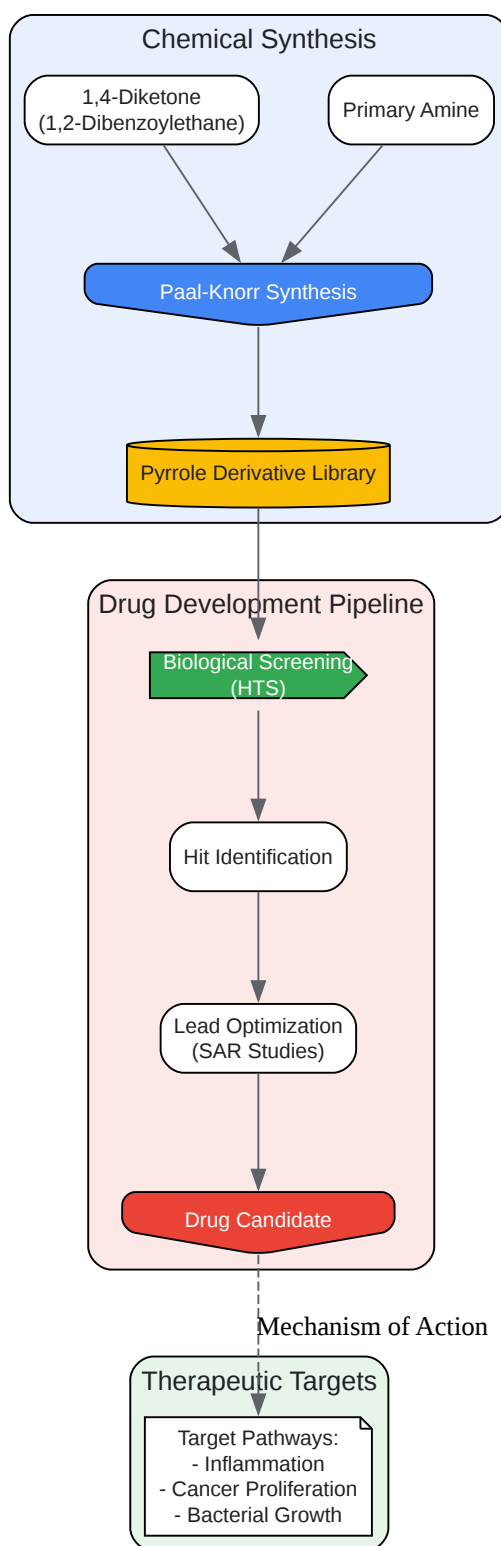 Chemical Synthesis
1,4-Diketone
(1,2-Dibenzoylethane)
Primary Amine
Paal-Knorr Synthesis
Pyrrole Derivative Library
Drug Development Pipeline
Biological Screening
(HTS)
Hit Identification
Lead Optimization
(SAR Studies)
Drug Candidate
Mechanism of Action
Therapeutic Targets
Target Pathways:
- Inflammation
- Cancer Proliferation
- Bacterial Growth